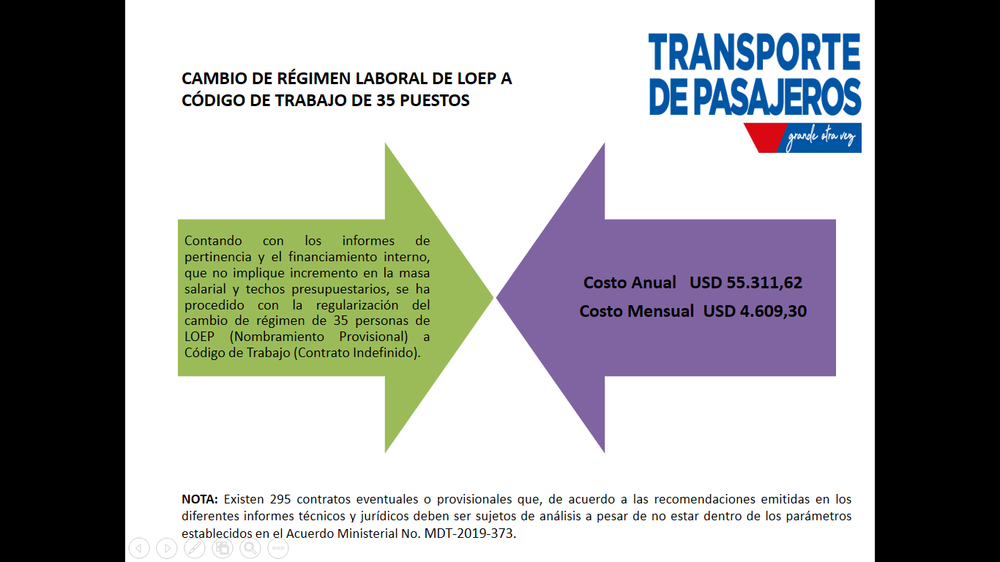 TRANSPORTE
DE PASAJEROS
grande otra vez
CAMBIO DE RÉGIMEN LABORAL DE LOEP A
CÓDIGO DE TRABAJO DE 35 PUESTOS
Contando con los informes de
pertinencia y el financiamiento interno,
que no implique incremento en la masa
salarial y techos presupuestarios, se ha
procedido con la regularización del
cambio de régimen de 35 personas de
LOEP (Nombramiento Provisional) a
Código de Trabajo (Contrato Indefinido).
Costo Anual USD 55.311,62
Costo Mensual USD 4.609,30
NOTA: Existen 295 contratos eventuales o provisionales que, de acuerdo a las recomendaciones emitidas en los
diferentes informes técnicos y jurídicos deben ser sujetos de análisis a pesar de no estar dentro de los parámetros
establecidos en el Acuerdo Ministerial No. MDT-2019-373.